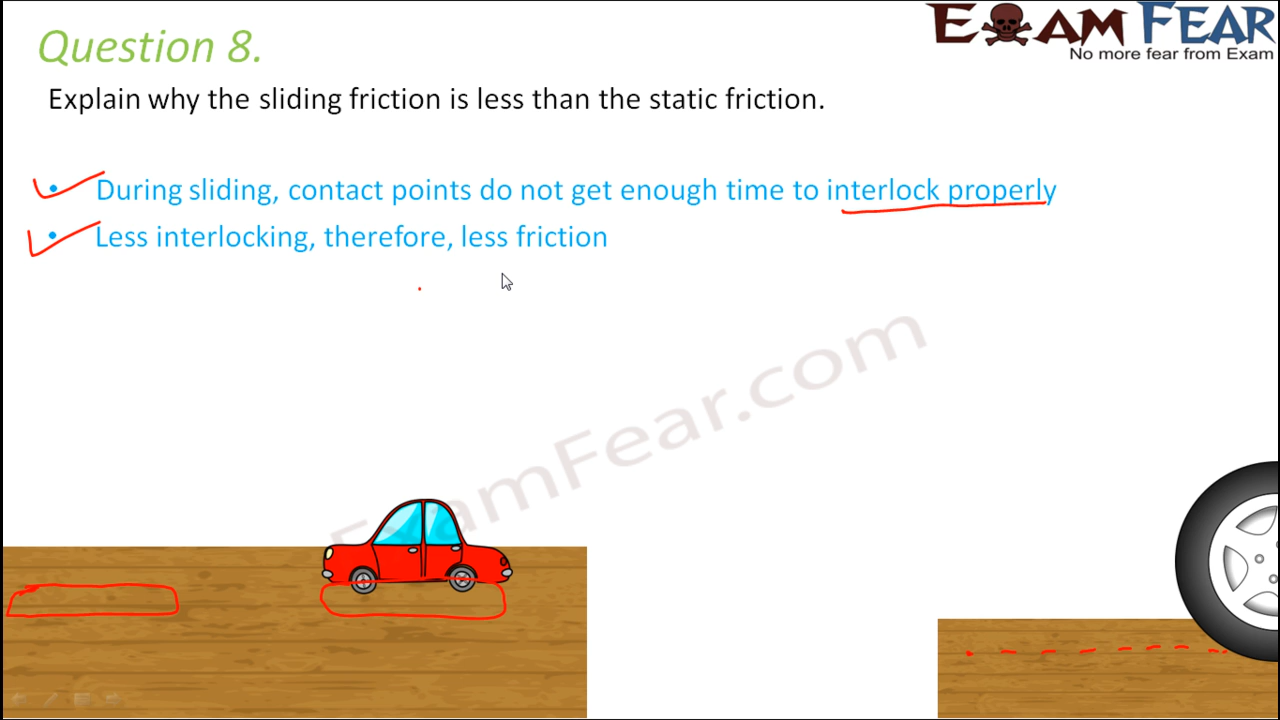 Question 8.
EXAM FEAR
No more fear from Exam
Explain why the sliding friction is less than the static friction.
• During sliding, contact points do not get enough time to interlock properly
• Less interlocking, therefore, less friction
ExamFear.com